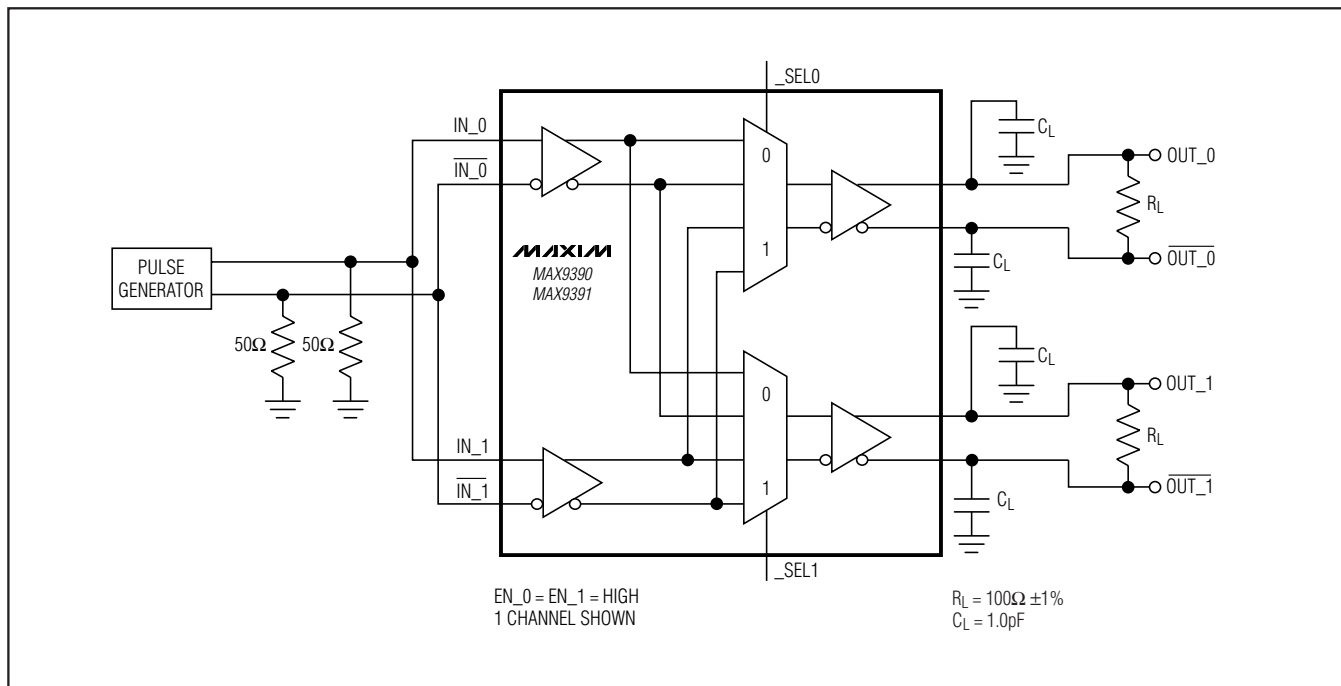 _SEL0
IN_0
IN_0
0
1
C_L
OUT_0
R_L
OUT_0
C_L
MAXIM
MAX9390
MAX9391
PULSE
GENERATOR
50Ω 50Ω
C_L
0
1
OUT_1
R_L
OUT_1
IN_1
IN_1
C_L
_SEL1
EN_0 = EN_1 = HIGH
1 CHANNEL SHOWN
R_L = 100Ω ±1%
C_L = 1.0pF